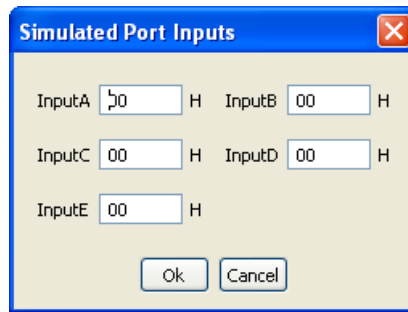 Simulated Port Inputs
InputA 00 H InputB 00 H
InputC 00 H InputD 00 H
InputE 00 H
Ok Cancel